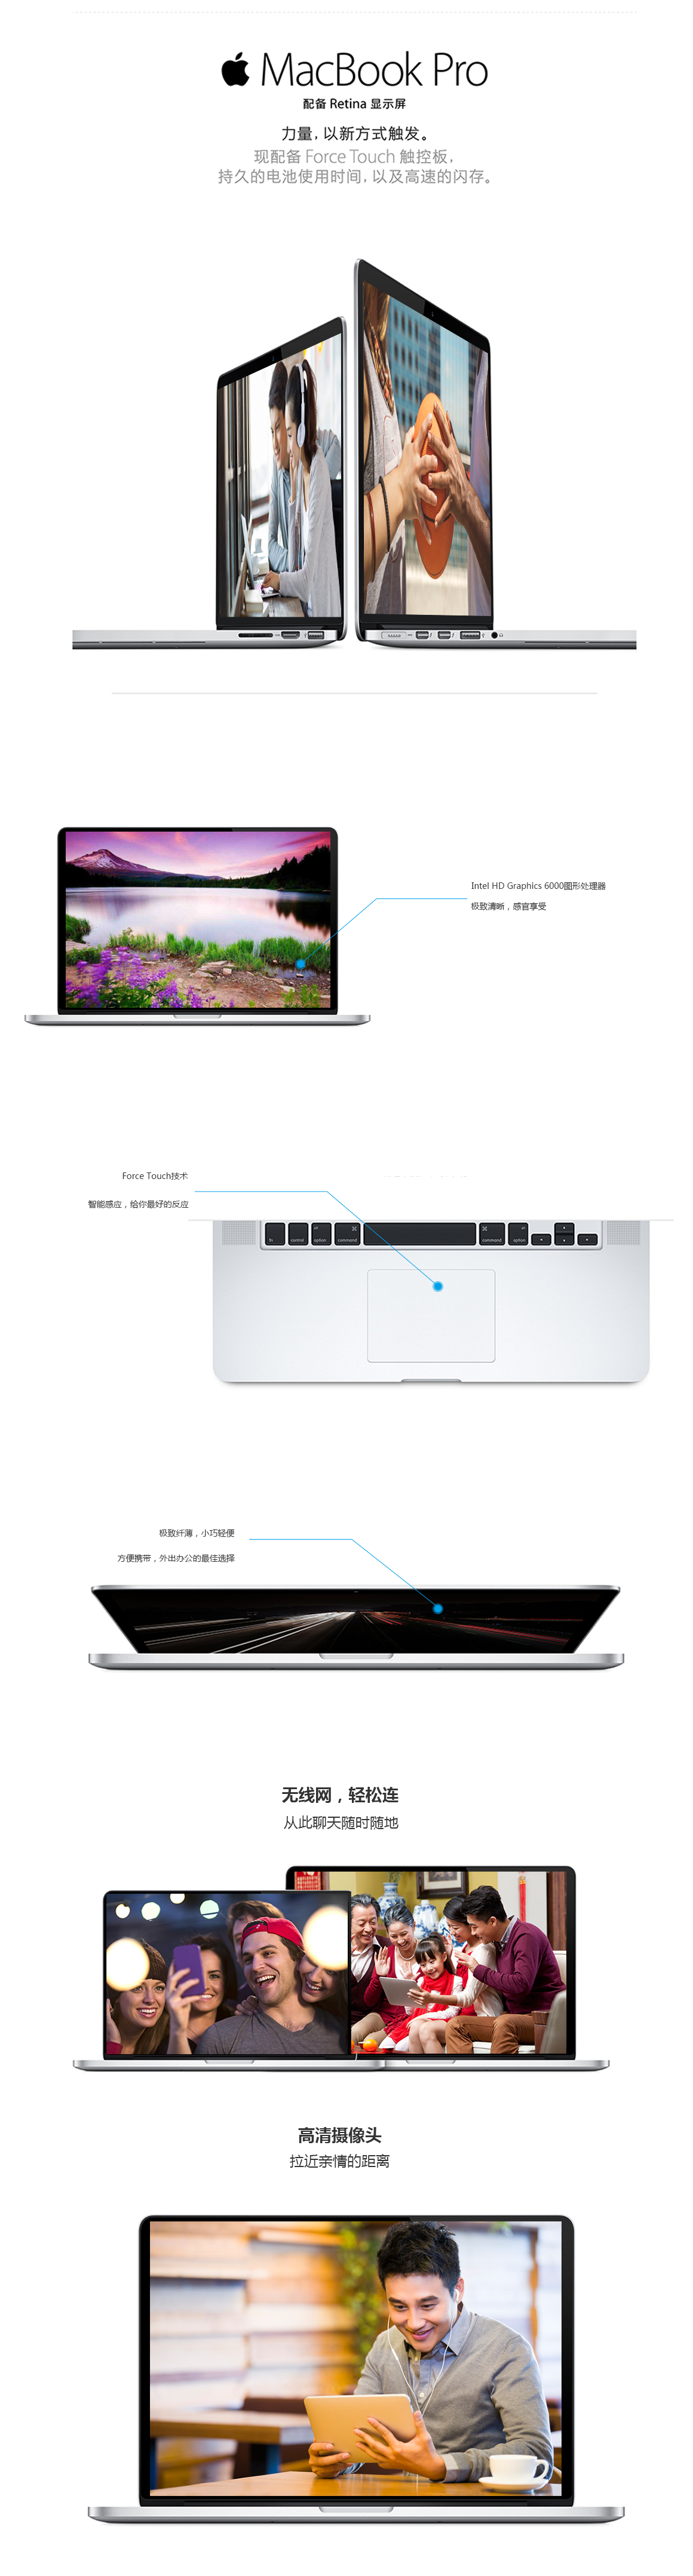 MacBook Pro
配备 Retina 显示屏
力量，以新方式触发。
现配备 Force Touch 触控板，
持久的电池使用时间，以及高速的闪存。
Intel HD Graphics 6000图形处理器
极致清晰，感官享受
Force Touch技术
智能感应，给你最好的反应
fn control option command command option
极致纤薄，小巧轻便
方便携带，外出办公的最佳选择
无线网，轻松连
从此聊天随时随地
高清摄像头
拉近亲情的距离